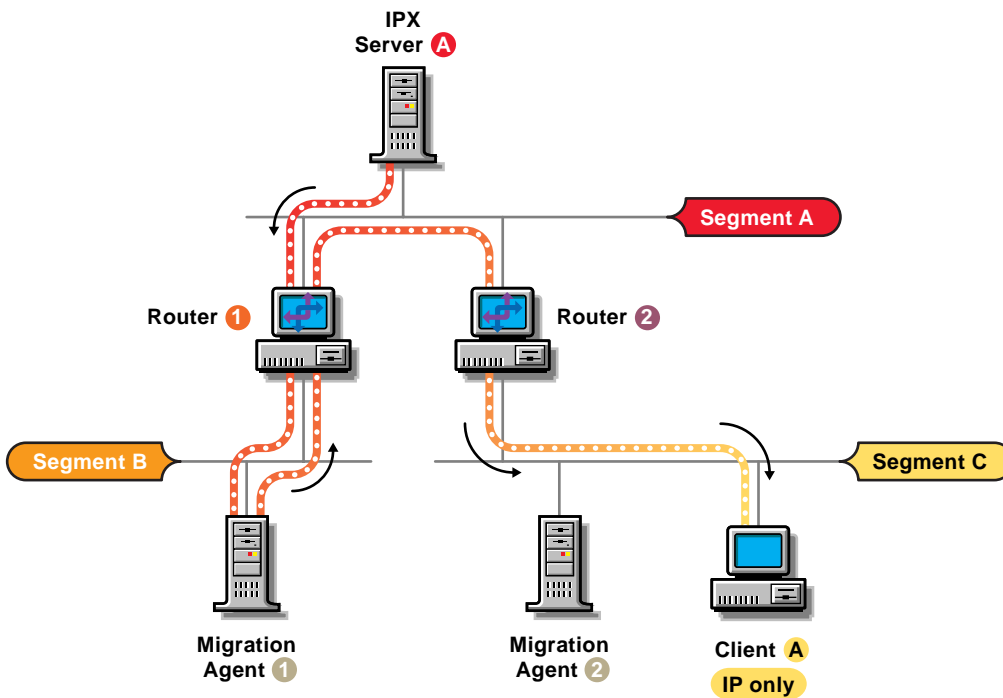 IPX
Server A
Segment A
Router 1
Router 2
Segment B
Segment C
Migration
Agent 1
Migration
Agent 2
Client A
IP only